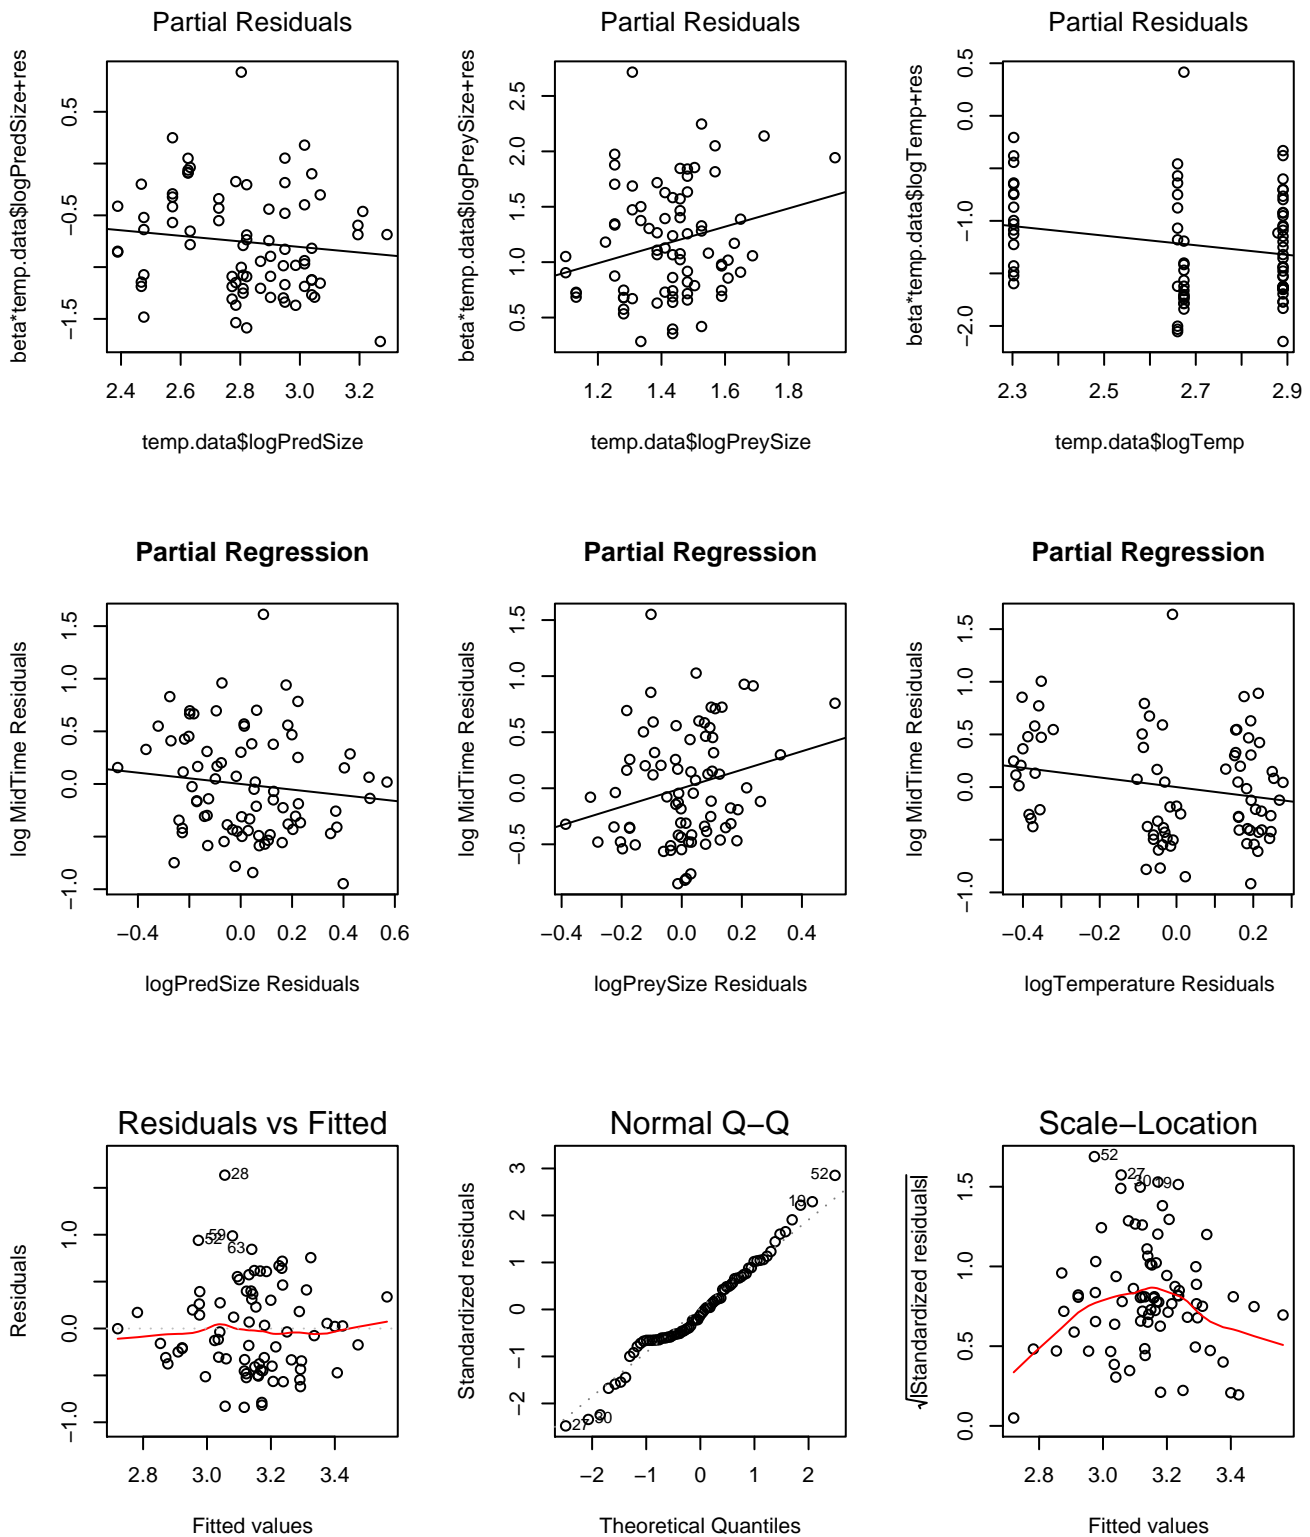 Partial Residuals
beta*temp.data$logPredSize+res
0.5
−0.5
−1.5
2.4 2.6 2.8 3.0 3.2
temp.data$logPredSize
Partial Residuals
beta*temp.data$logPreySize+res
2.5
2.0
1.5
1.0
0.5
1.2 1.4 1.6 1.8
temp.data$logPreySize
Partial Residuals
beta*temp.data$logTemp+res
0.5
0.0
−1.0
−2.0
2.3 2.5 2.7 2.9
temp.data$logTemp
Partial Regression
log MidTime Residuals
1.5
1.0
0.5
0.0
−1.0
−0.4 0.0 0.2 0.4 0.6
logPredSize Residuals
Partial Regression
log MidTime Residuals
1.5
1.0
0.5
0.0
−0.5
−0.4 −0.2 0.0 0.2 0.4
logPreySize Residuals
Partial Regression
log MidTime Residuals
1.5
1.0
0.5
0.0
−1.0
−0.4 −0.2 0.0 0.2
logTemperature Residuals
Residuals vs Fitted
Residuals
1.0
0.0
−1.0
28
59
52
63
2.8 3.0 3.2 3.4
Fitted values
Normal Q−Q
Standardized residuals
3
2
1
0
−1
−2
52
19
30
27
−2 −1 0 1 2
Theoretical Quantiles
Scale−Location
√|Standardized residuals|
1.5
1.0
0.5
0.0
52
27
30
19
2.8 3.0 3.2 3.4
Fitted values